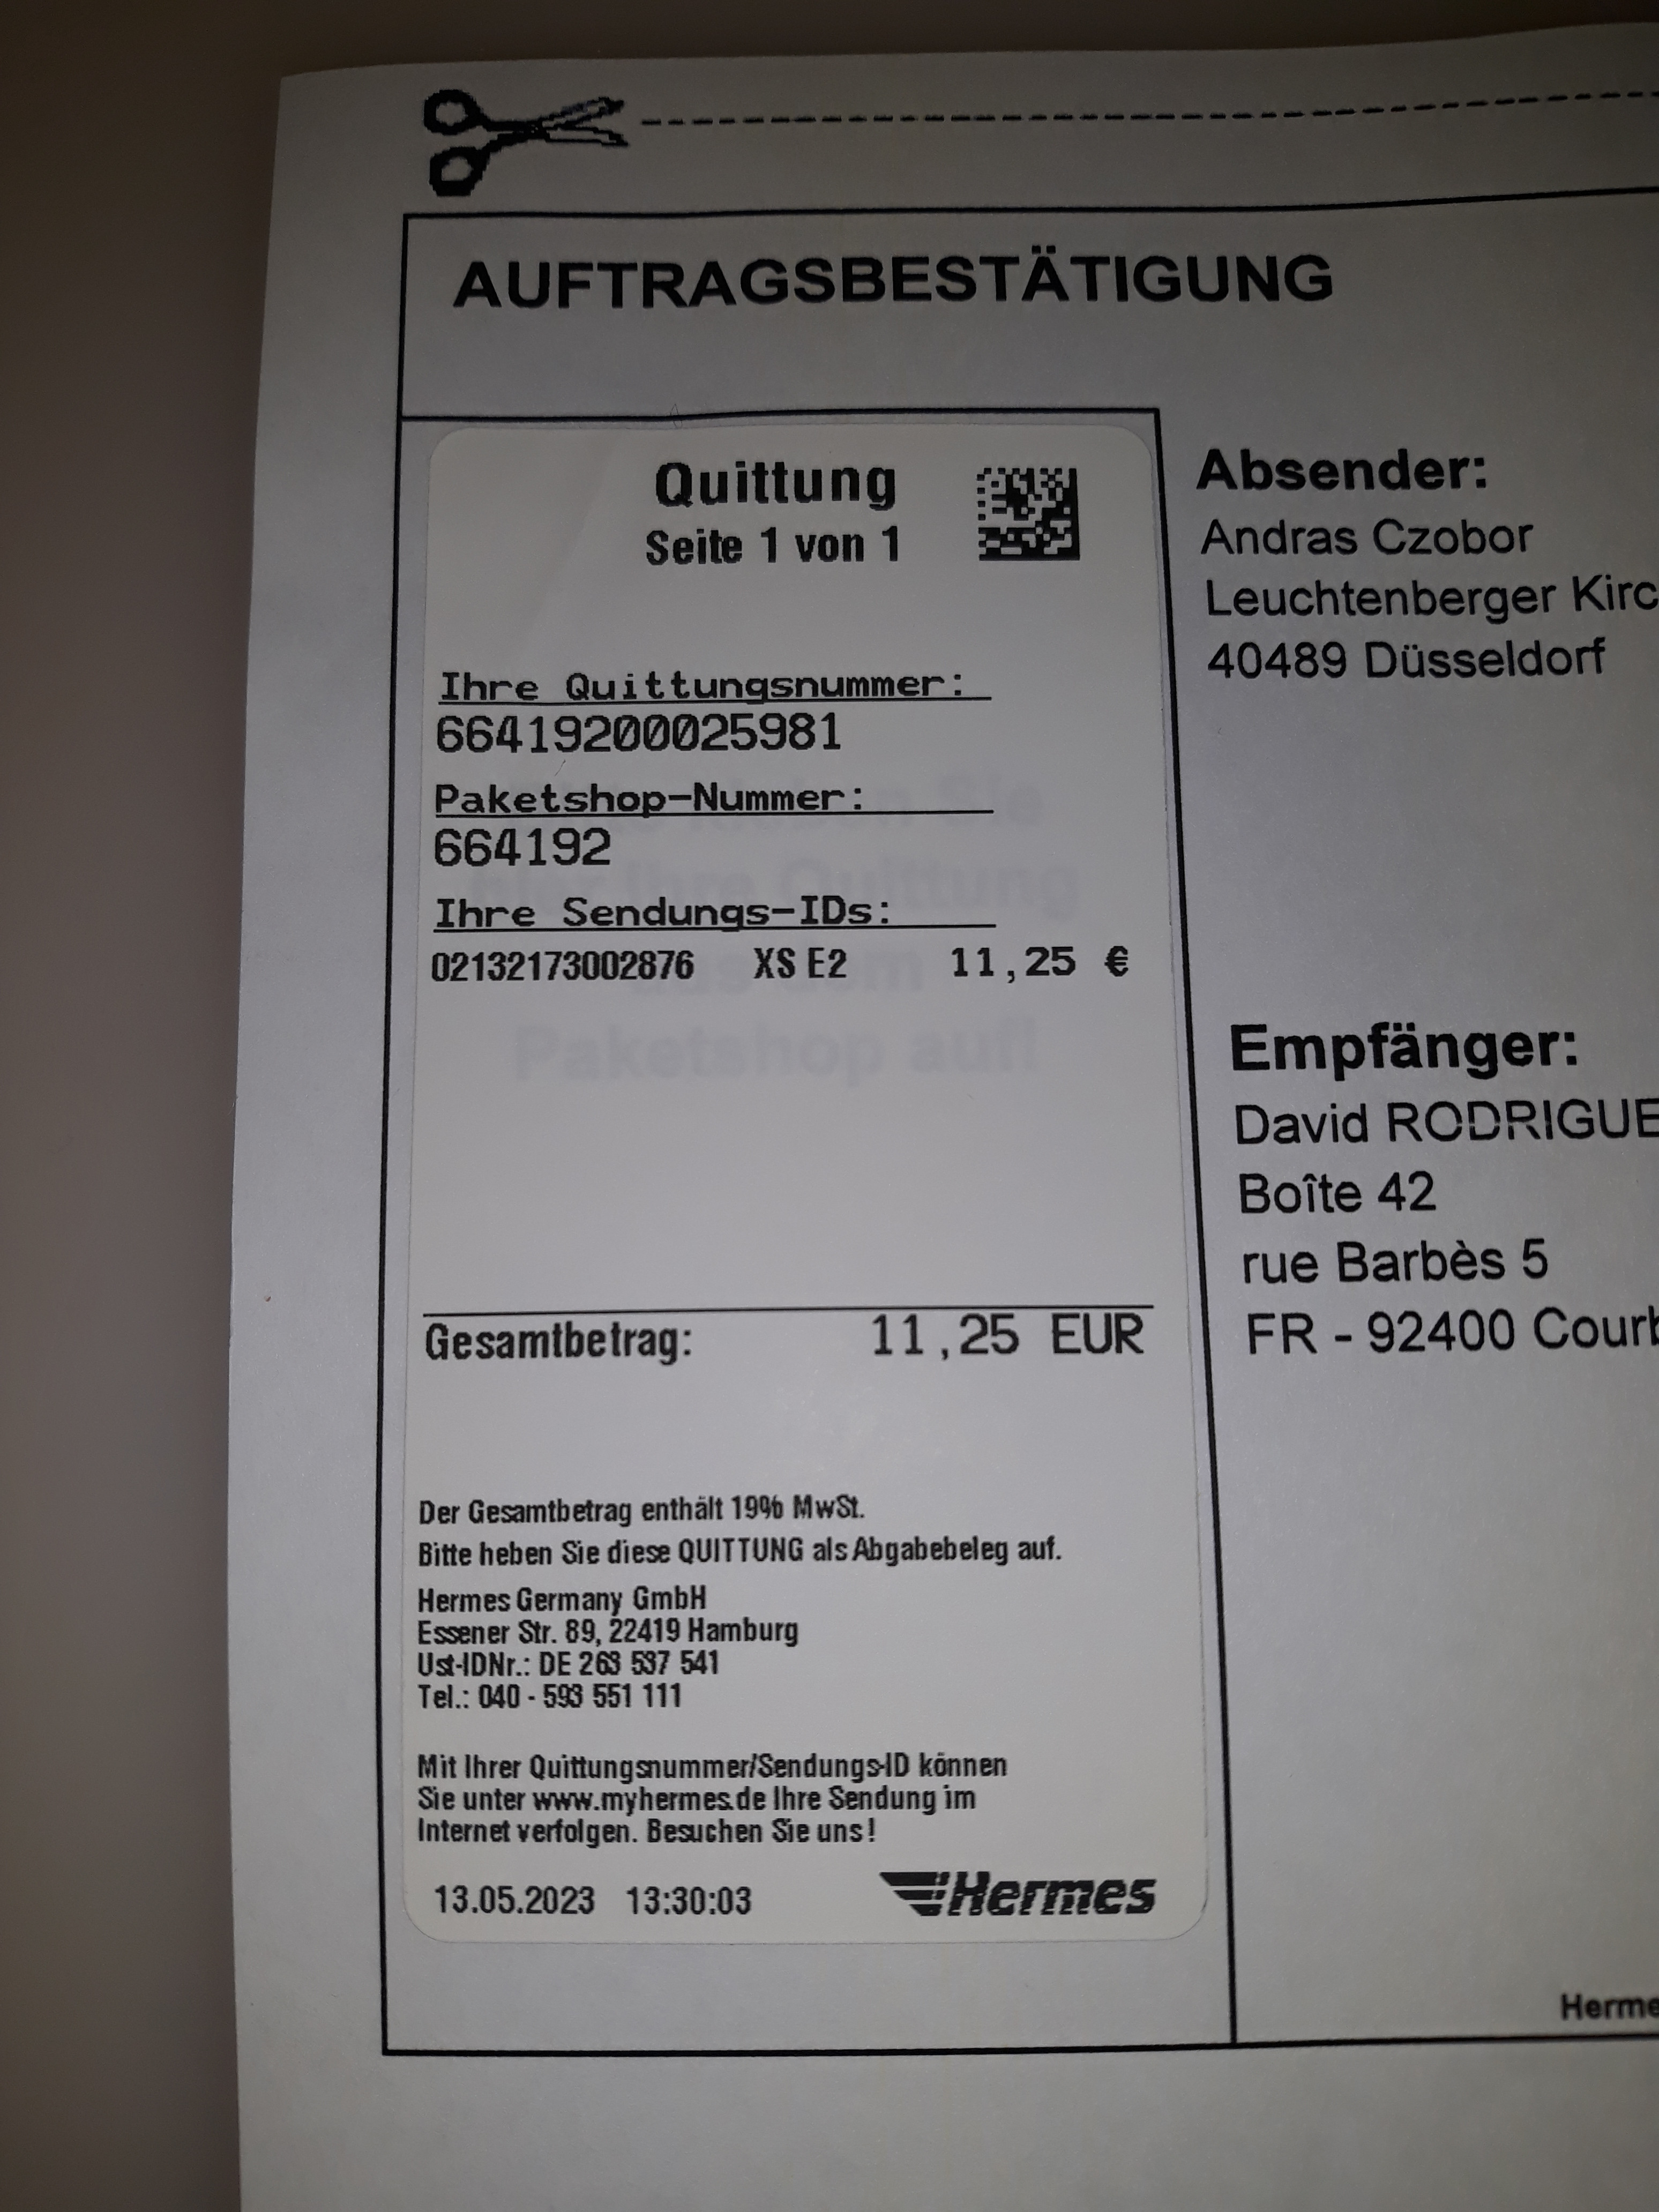 AUFTRAGSBESTÄTIGUNG
Quittung
Seite 1 von 1
Ihre Quittungsnummer:
66419200025981
Paketshop-Nummer:
664192
Ihre Sendungs-IDs:
02132173002876 XS E2 11,25 €
Gesamtbetrag: 11,25 EUR
Der Gesamtbetrag enthält 19% MwSt.
Bitte heben Sie diese QUITTUNG als Abgabebeleg auf.
Hermes Germany GmbH
Essener Str. 89, 22419 Hamburg
Ust-IDNr.: DE 263 537 541
Tel.: 040 - 593 551 111
Mit Ihrer Quittungsnummer/Sendungs-ID können
Sie unter www.myhermes.de Ihre Sendung im
Internet verfolgen. Besuchen Sie uns!
13.05.2023 13:30:03 Hermes
Absender:
Andras Czobor
Leuchtenberger Kirc
40489 Düsseldorf
Empfänger:
David RODRIGUE
Boîte 42
rue Barbès 5
FR - 92400 Courb
Herme